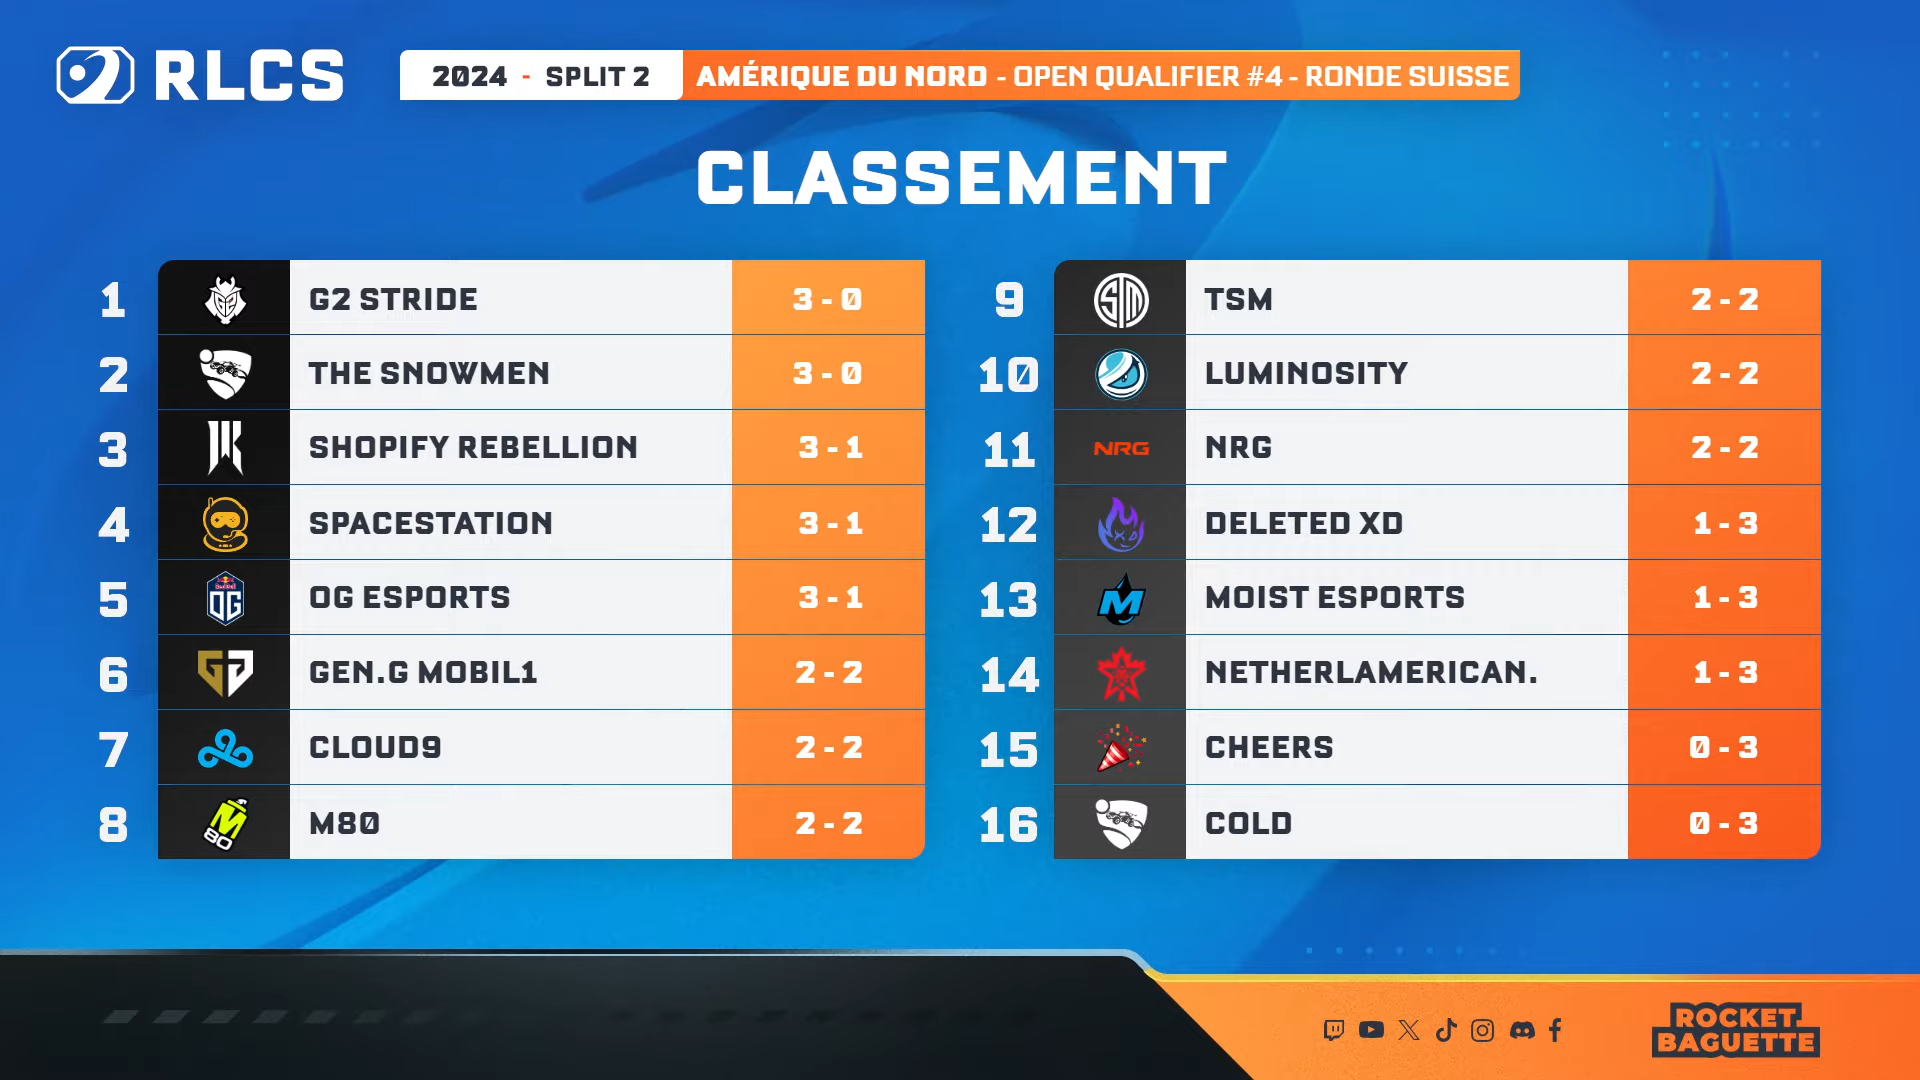 RLCS
2024 - SPLIT 2
AMÉRIQUE DU NORD - OPEN QUALIFIER #4 - RONDE SUISSE
CLASSEMENT
1 G2 STRIDE 3 - 0
2 THE SNOWMEN 3 - 0
3 SHOPIFY REBELLION 3 - 1
4 SPACESTATION 3 - 1
5 OG OG ESPORTS 3 - 1
6 GEN.G MOBIL1 2 - 2
7 CLOUD9 2 - 2
8 M80 M80 2 - 2
9 TSM TSM 2 - 2
10 LUMINOSITY 2 - 2
11 NRG NRG 2 - 2
12 DELETED XD 1 - 3
13 M MOIST ESPORTS 1 - 3
14 NETHERLAMERICAN. 1 - 3
15 CHEERS 0 - 3
16 COLD 0 - 3
ROCKET
BAGUETTE